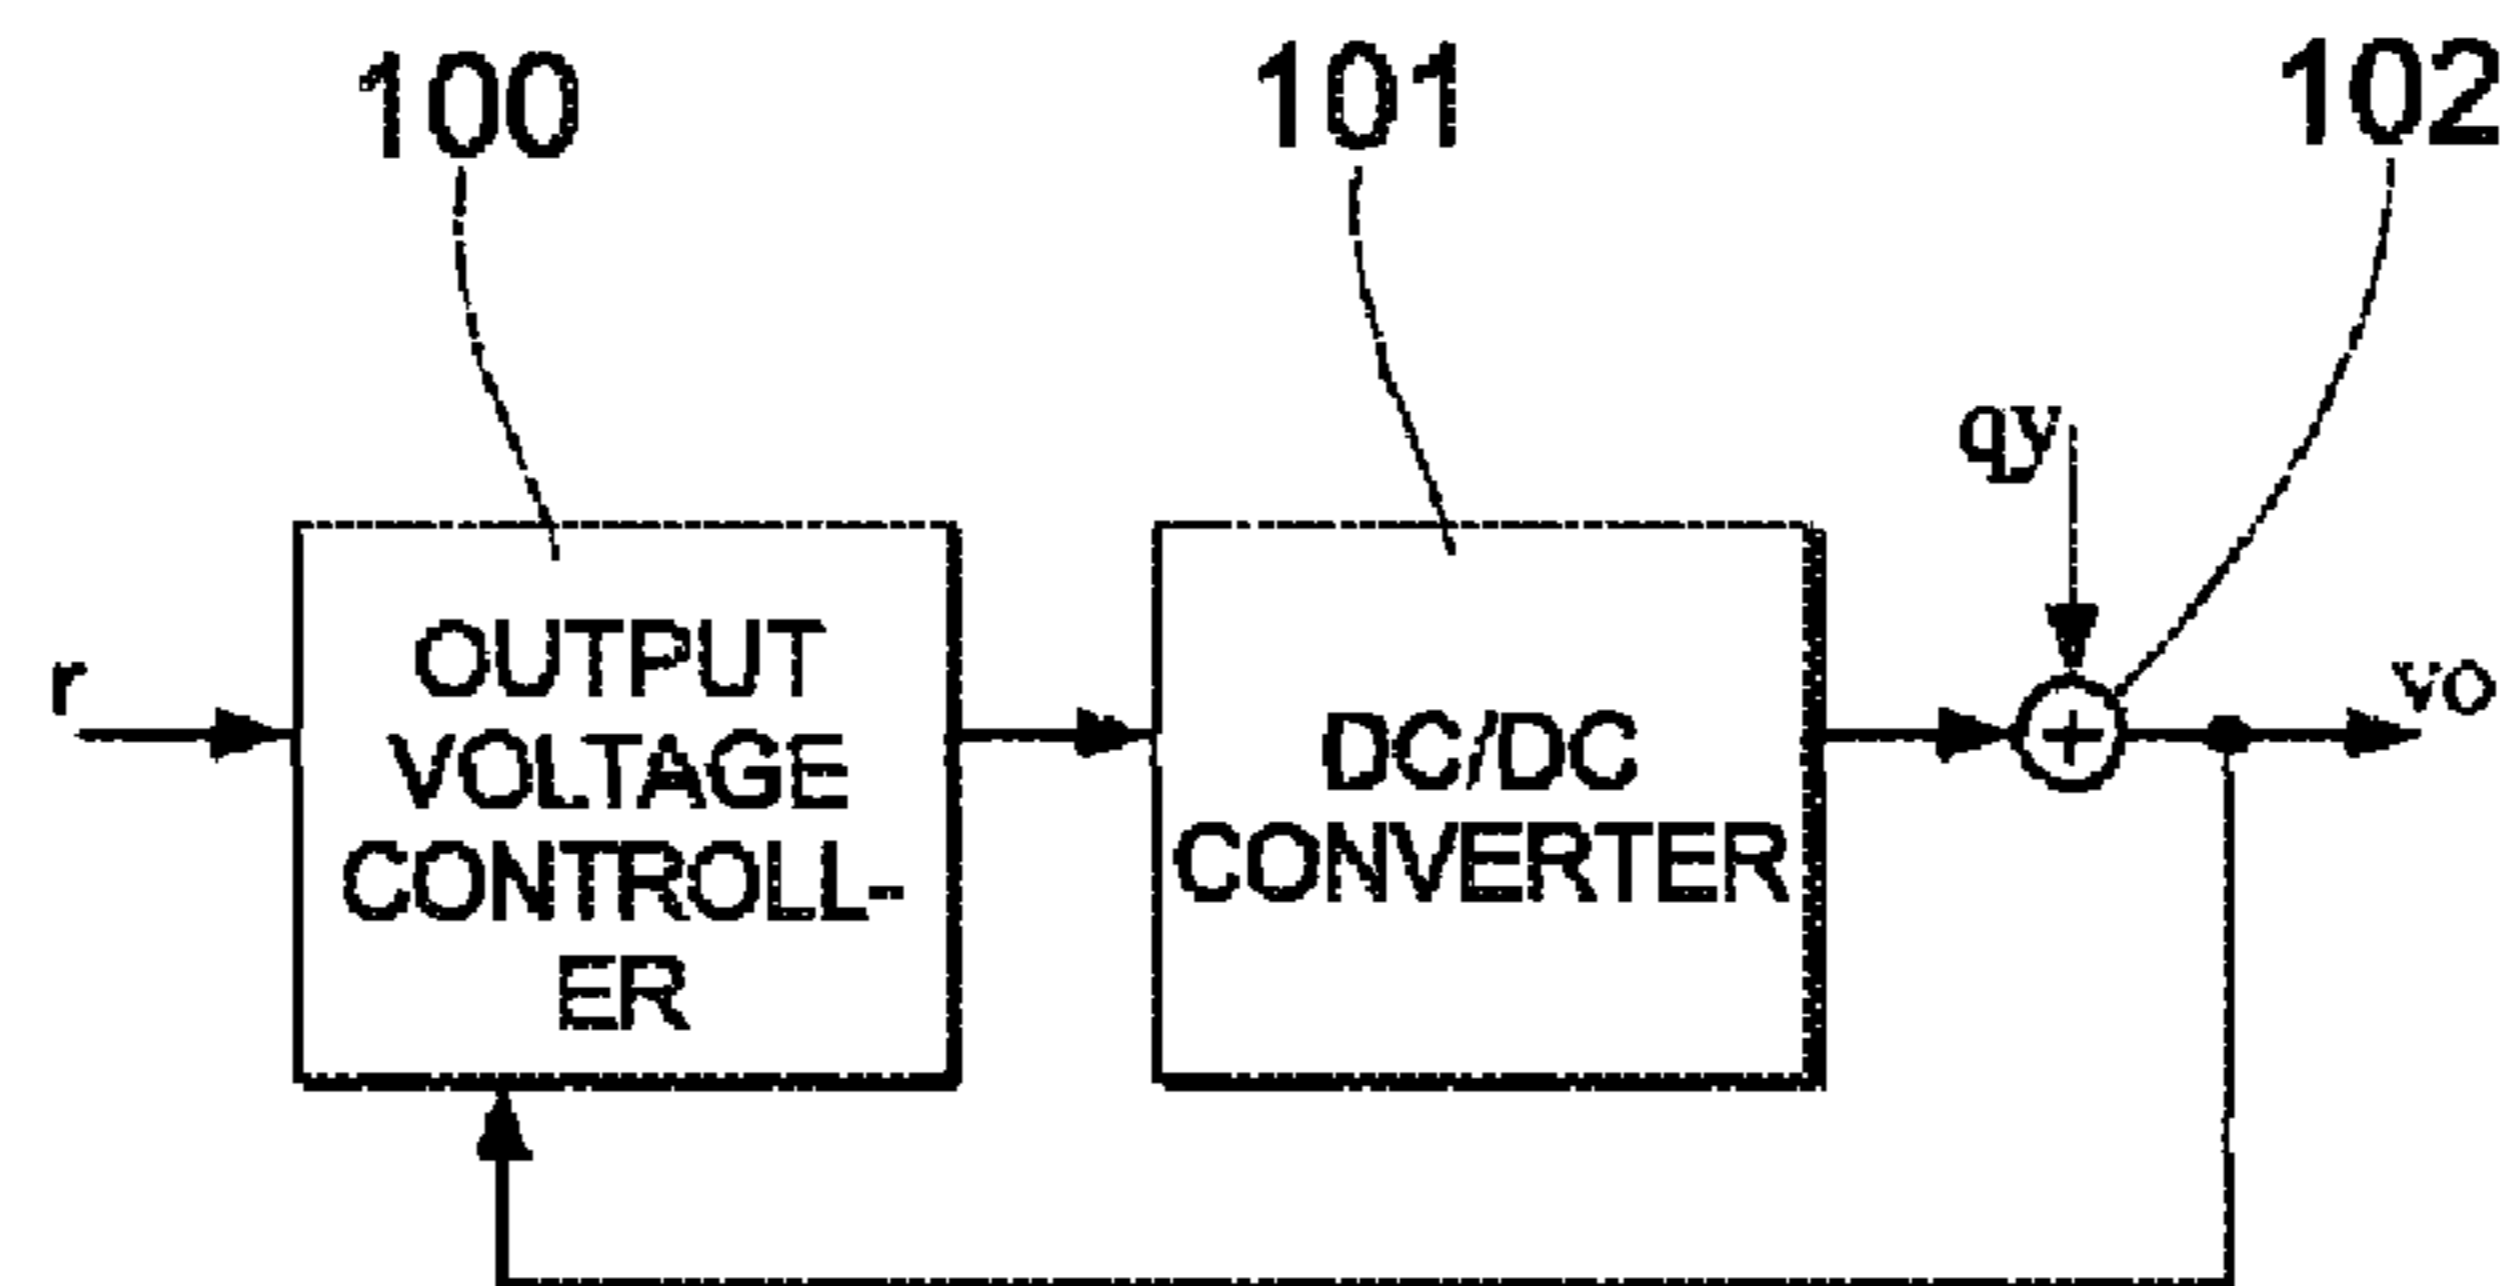 100
101
102
qy
r
OUTPUT
VOLTAGE
CONTROLL-
ER
DC/DC
CONVERTER
+
vo